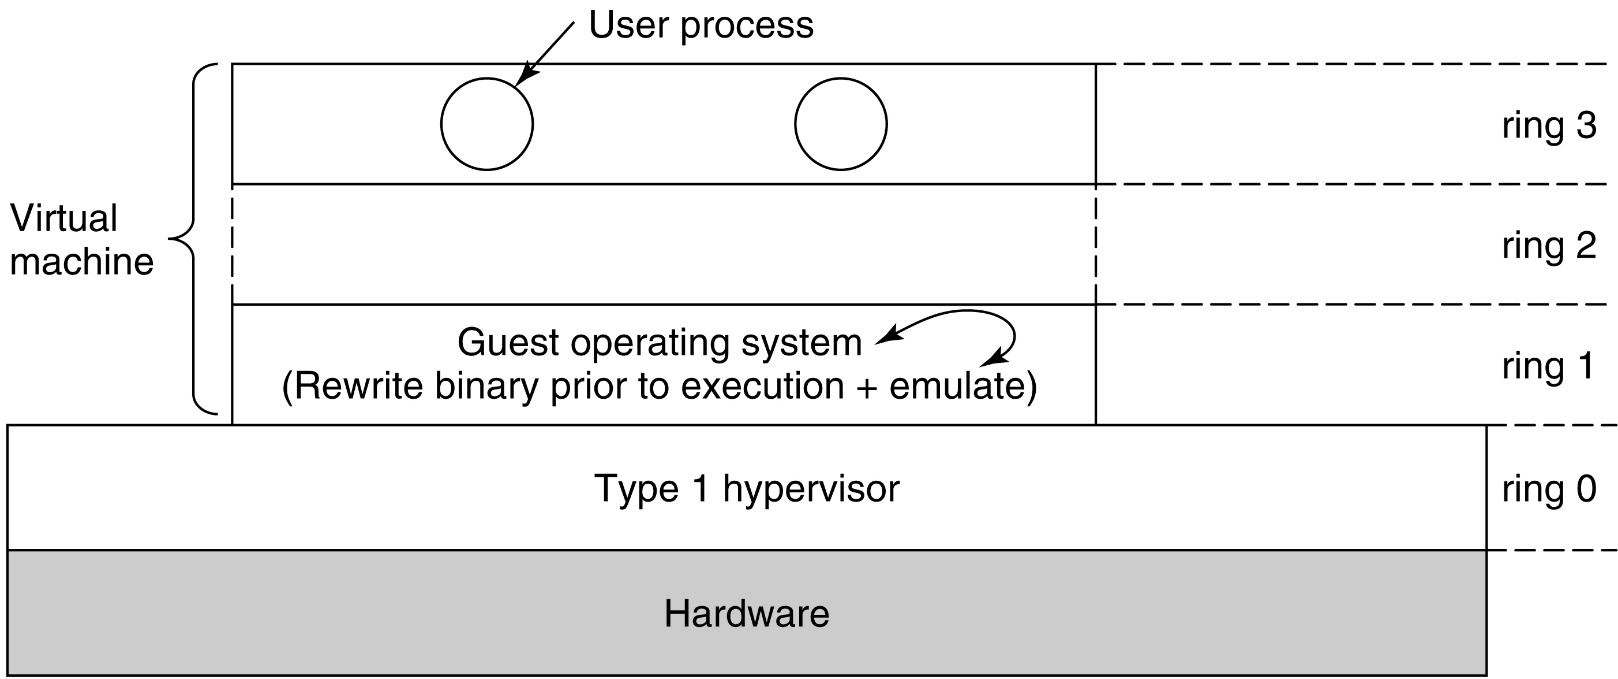 User process
ring 3
Virtual
machine
ring 2
Guest operating system
(Rewrite binary prior to execution + emulate)
ring 1
Type 1 hypervisor
ring 0
Hardware